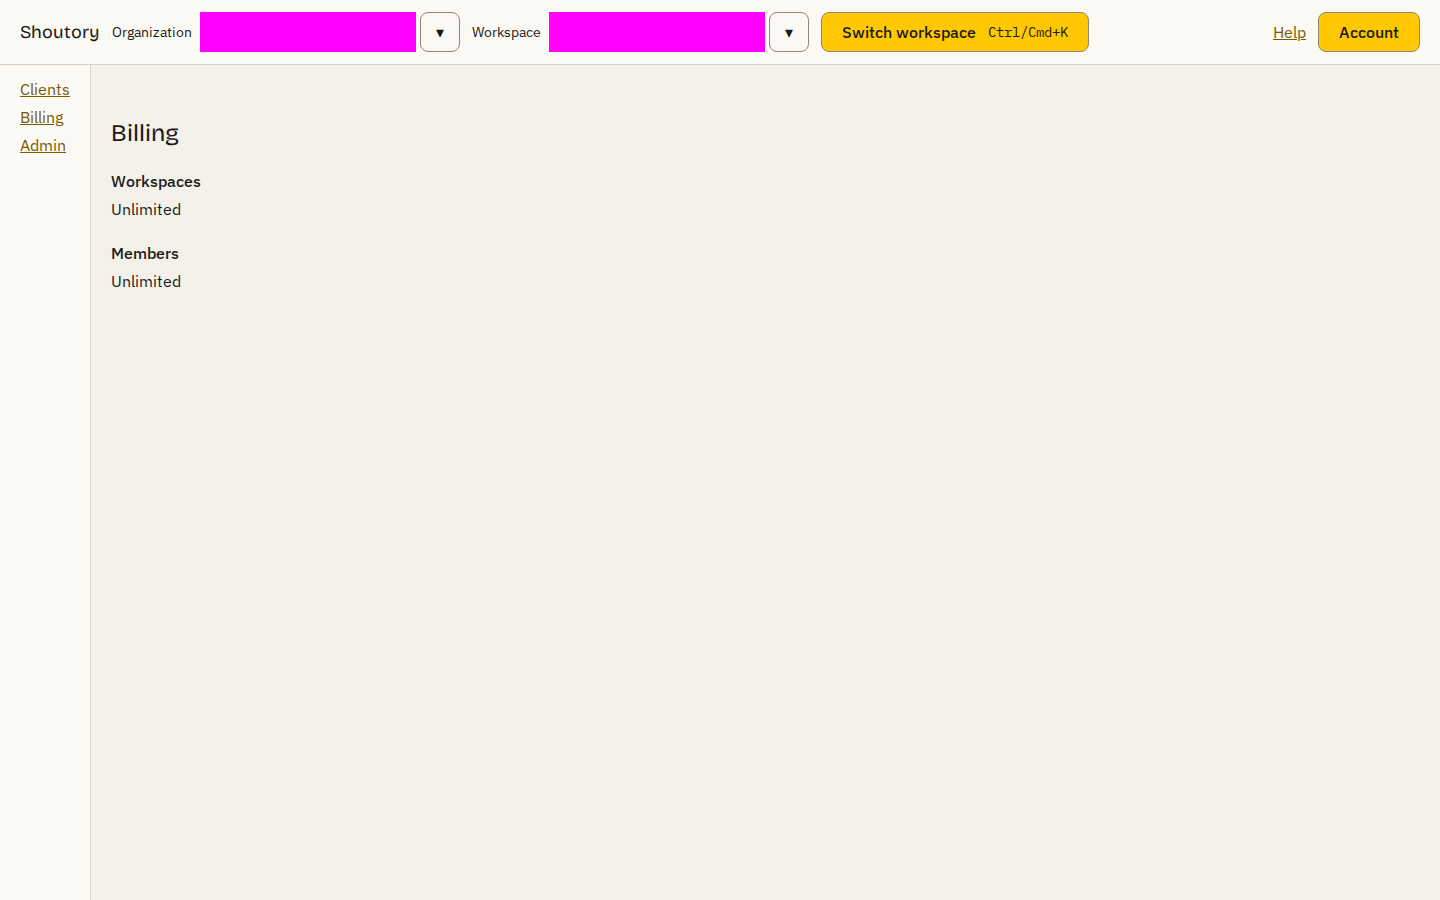 Shoutory Organization ▼ Workspace ▼ Switch workspace Ctrl/Cmd+K Help Account
Clients
Billing
Admin
Billing
Workspaces
Unlimited
Members
Unlimited